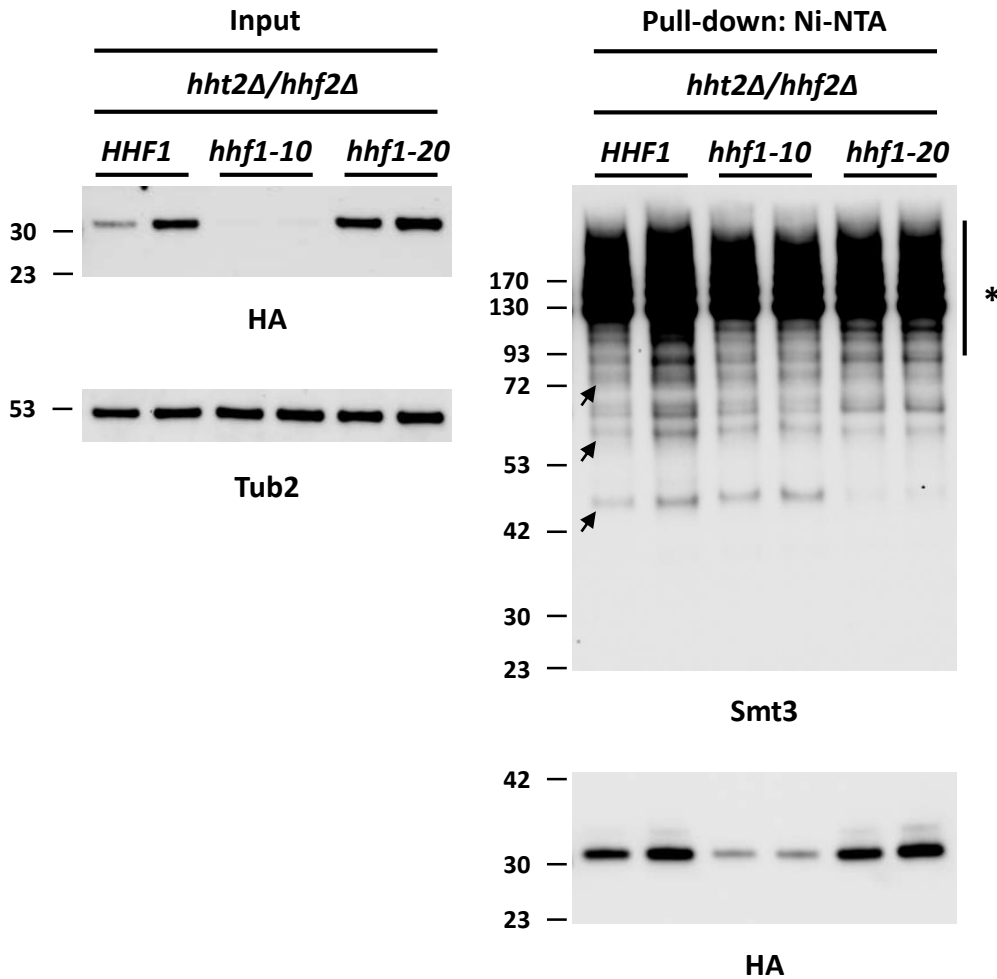 Input
hht2Δ/hhf2Δ
HHF1 hhf1-10 hhf1-20
30
23
HA
53
Tub2
Pull-down: Ni-NTA
hht2Δ/hhf2Δ
HHF1 hhf1-10 hhf1-20
170
130
93
72
53
42
30
23
*
Smt3
42
30
23
HA